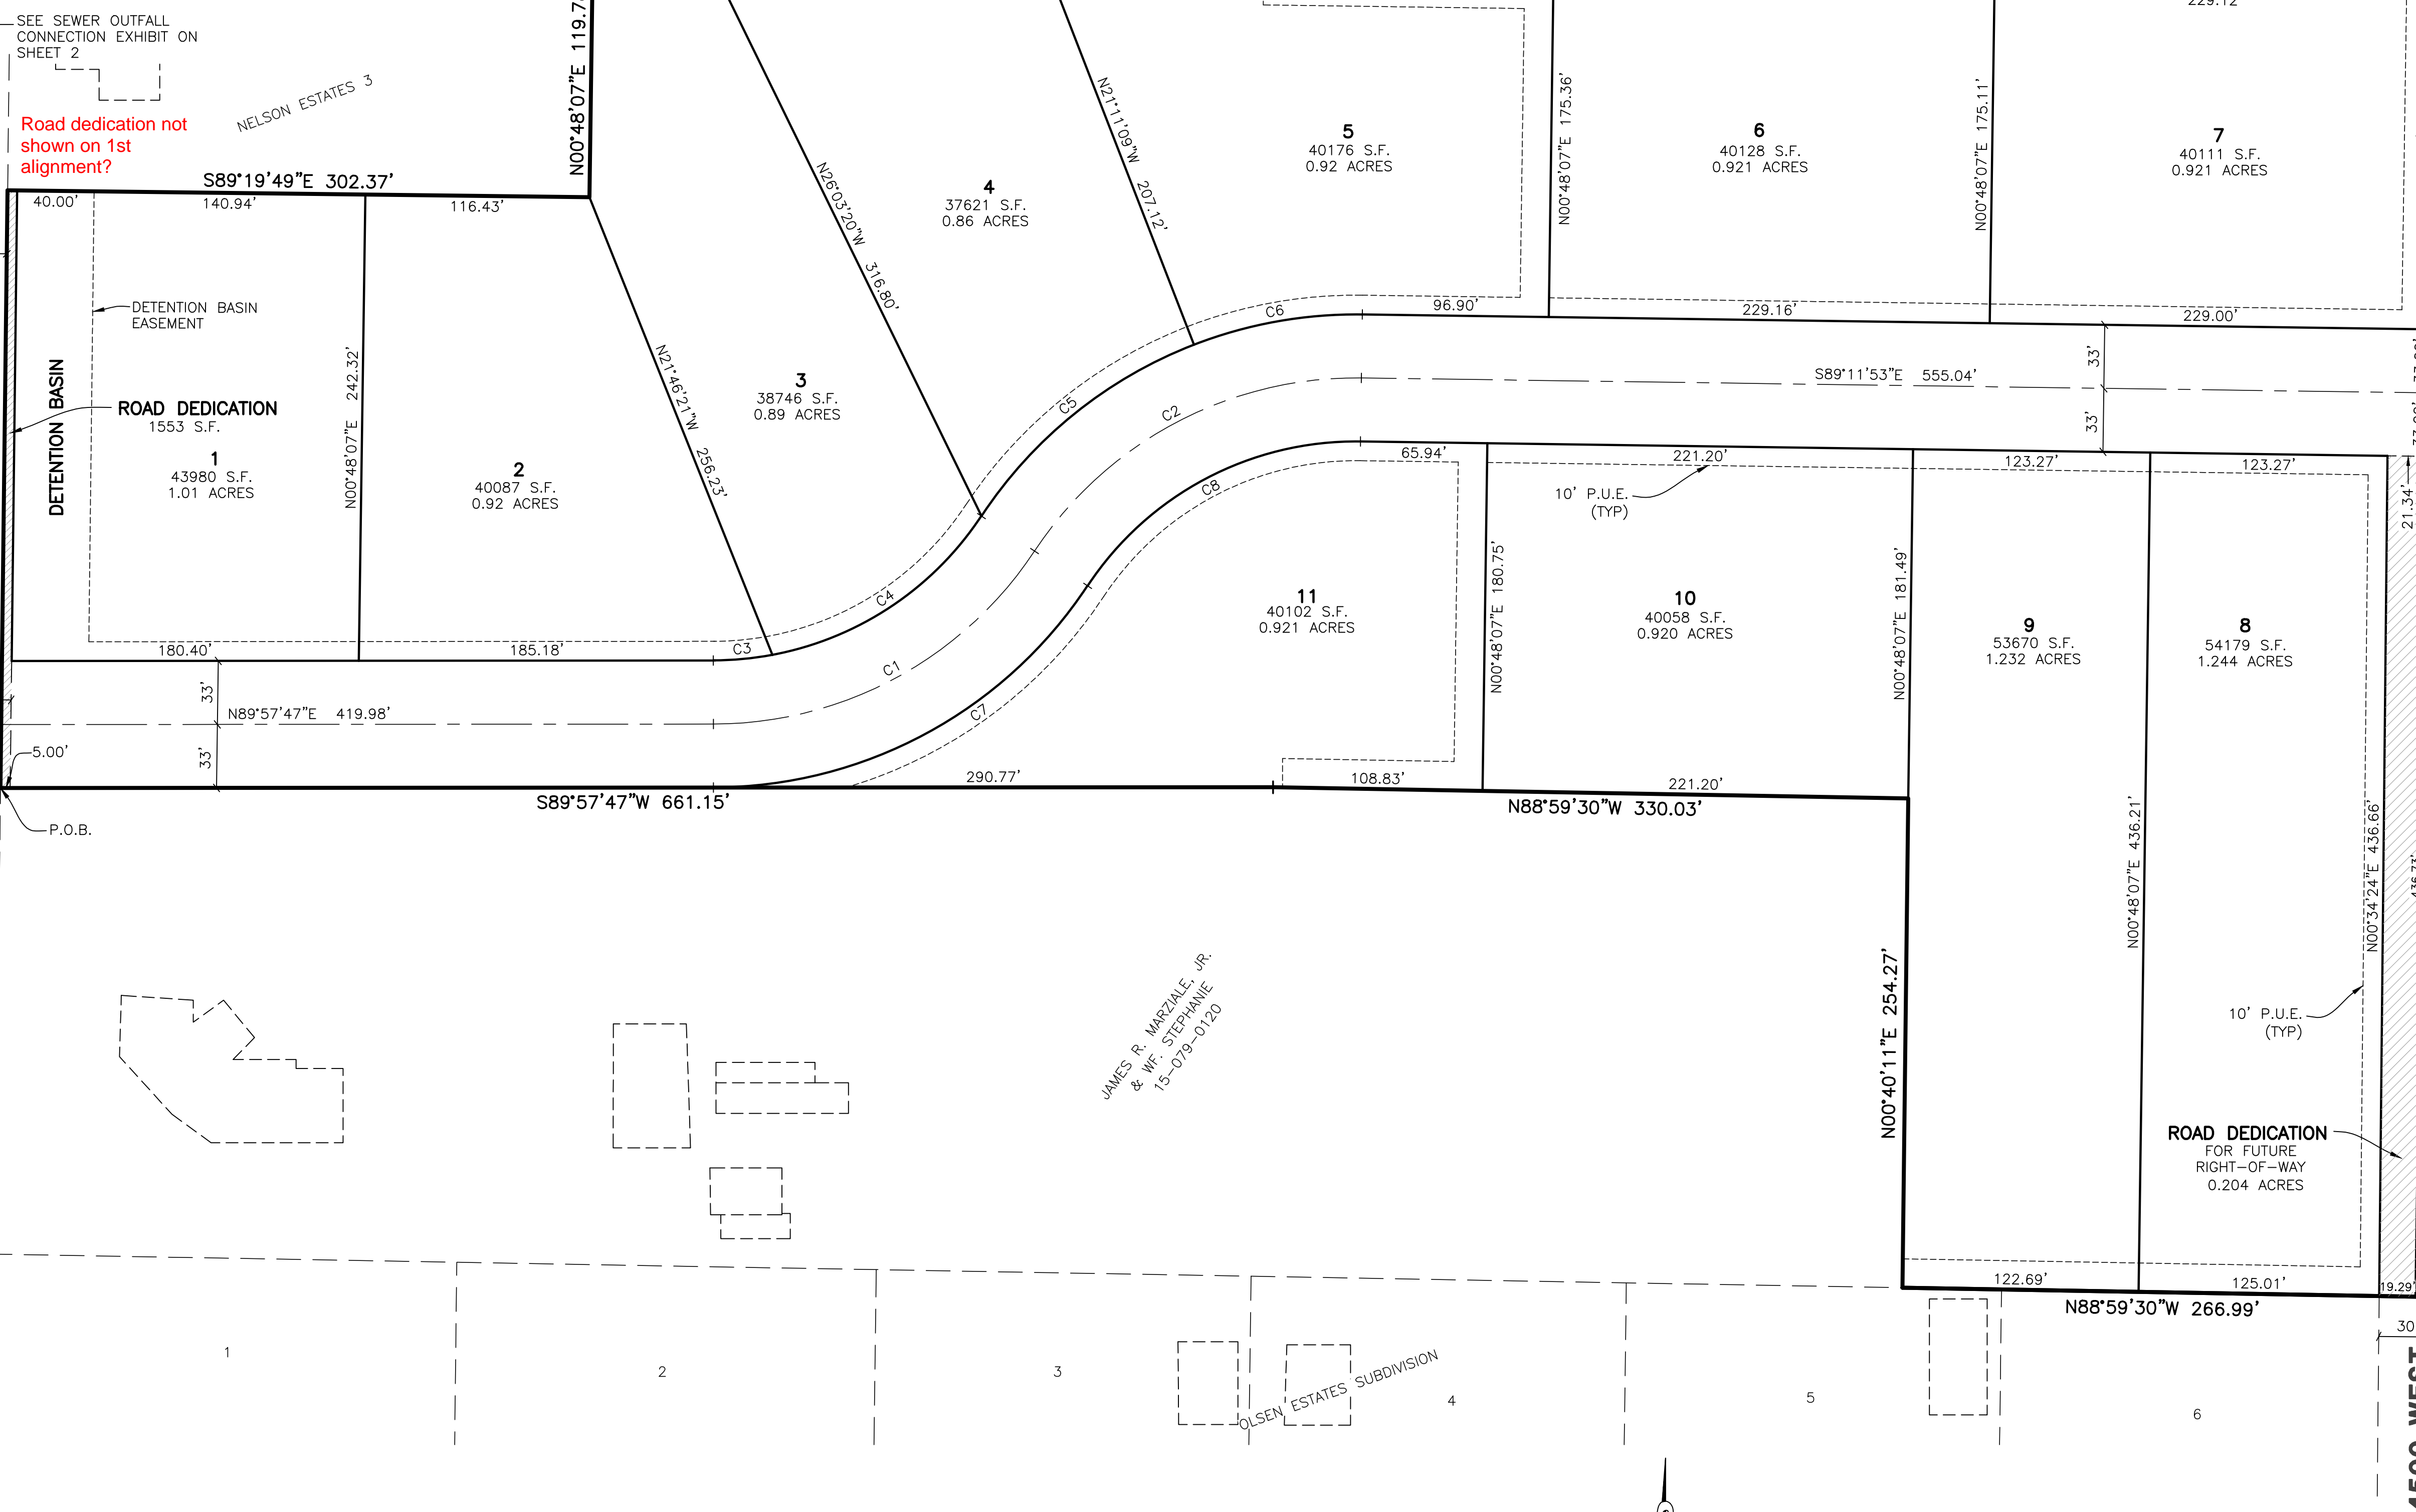 SEE SEWER OUTFALL
CONNECTION EXHIBIT ON
SHEET 2
NELSON ESTATES 3
Road dedication not
shown on 1st
alignment?
S89°19'49"E 302.37'
N00°48'07"E
40.00'
140.94'
116.43'
DETENTION BASIN
EASEMENT
DETENTION BASIN
ROAD DEDICATION
1553 S.F.
1
43980 S.F.
1.01 ACRES
N00°48'07"E 242.32'
2
40087 S.F.
0.92 ACRES
N21°46'21"W 256.23'
3
38746 S.F.
0.89 ACRES
N26°03'20"W 316.80'
4
37621 S.F.
0.86 ACRES
N21°11'09"W 207.12'
5
40176 S.F.
0.92 ACRES
N00°48'07"E 175.36'
6
40128 S.F.
0.921 ACRES
N00°48'07"E 175.11'
229.12'
7
40111 S.F.
0.921 ACRES
C6
96.90'
229.16'
229.00'
C5
C2
33'
33'
S89°11'53"E 555.04'
C4
C3
C1
C8
C7
180.40'
185.18'
33'
33'
N89°57'47"E 419.98'
5.00'
P.O.B.
65.94'
221.20'
123.27'
123.27'
21.34'
10' P.U.E.
(TYP)
11
40102 S.F.
0.921 ACRES
N00°48'07"E 180.75'
10
40058 S.F.
0.920 ACRES
N00°48'07"E 181.49'
9
53670 S.F.
1.232 ACRES
8
54179 S.F.
1.244 ACRES
290.77'
108.83'
221.20'
S89°57'47"W 661.15'
N88°59'30"W 330.03'
N00°48'07"E 436.21'
N00°34'24"E 436.66'
436.73'
JAMES R. MARZIALE, JR.
& WF. STEPHANIE
15-079-0120
N00°40'11"E 254.27'
10' P.U.E.
(TYP)
ROAD DEDICATION
FOR FUTURE
RIGHT-OF-WAY
0.204 ACRES
122.69'
125.01'
19.29'
N88°59'30"W 266.99'
30
WEST
1
2
3
OLSEN ESTATES SUBDIVISION
4
5
6